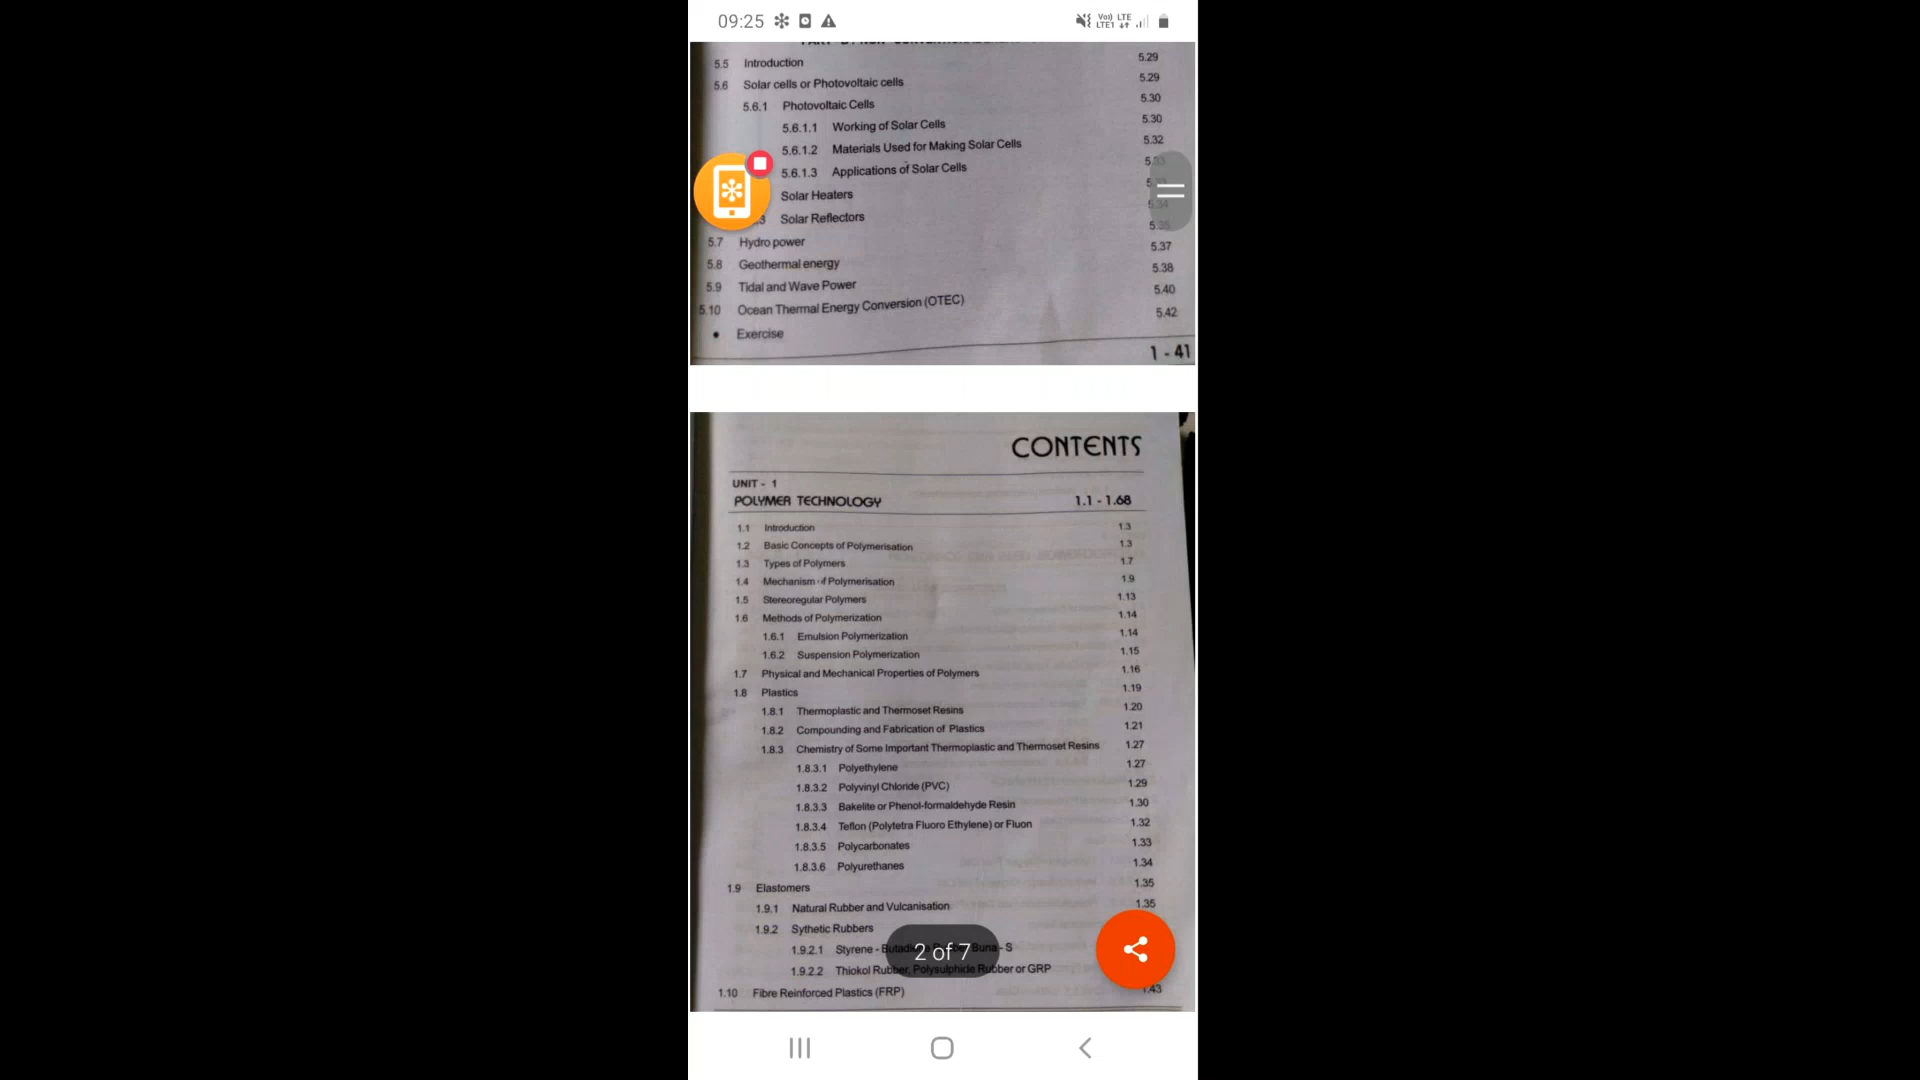 09:25
Vo)) LTE
LTE1
5.5 Introduction 5.29
5.6 Solar cells or Photovoltaic cells 5.29
5.6.1 Photovoltaic Cells 5.30
5.6.1.1 Working of Solar Cells 5.30
5.6.1.2 Materials Used for Making Solar Cells 5.32
5.6.1.3 Applications of Solar Cells
Solar Heaters
3 Solar Reflectors
5.7 Hydro power 5.37
5.8 Geothermal energy 5.38
5.9 Tidal and Wave Power 5.40
5.10 Ocean Thermal Energy Conversion (OTEC) 5.42
• Exercise
1 - 41
CONTENTS
UNIT - 1
POLYMER TECHNOLOGY 1.1 - 1.68
1.1 Introduction 1.3
1.2 Basic Concepts of Polymerisation 1.3
1.3 Types of Polymers 1.7
1.4 Mechanism of Polymerisation 1.9
1.5 Stereoregular Polymers 1.13
1.6 Methods of Polymerization 1.14
1.6.1 Emulsion Polymerization 1.14
1.6.2 Suspension Polymerization 1.15
1.7 Physical and Mechanical Properties of Polymers 1.16
1.8 Plastics 1.19
1.8.1 Thermoplastic and Thermoset Resins 1.20
1.8.2 Compounding and Fabrication of Plastics 1.21
1.8.3 Chemistry of Some Important Thermoplastic and Thermoset Resins 1.27
1.8.3.1 Polyethylene 1.27
1.8.3.2 Polyvinyl Chloride (PVC) 1.29
1.8.3.3 Bakelite or Phenol-formaldehyde Resin 1.30
1.8.3.4 Teflon (Polytetra Fluoro Ethylene) or Fluon 1.32
1.8.3.5 Polycarbonates 1.33
1.8.3.6 Polyurethanes 1.34
1.9 Elastomers 1.35
1.9.1 Natural Rubber and Vulcanisation 1.35
1.9.2 Sythetic Rubbers
1.9.2.1 Styrene - Butadiene Rubber Buna - S
2 of 7
1.9.2.2 Thiokol Rubber, Polysulphide Rubber or GRP
1.10 Fibre Reinforced Plastics (FRP) 1.43